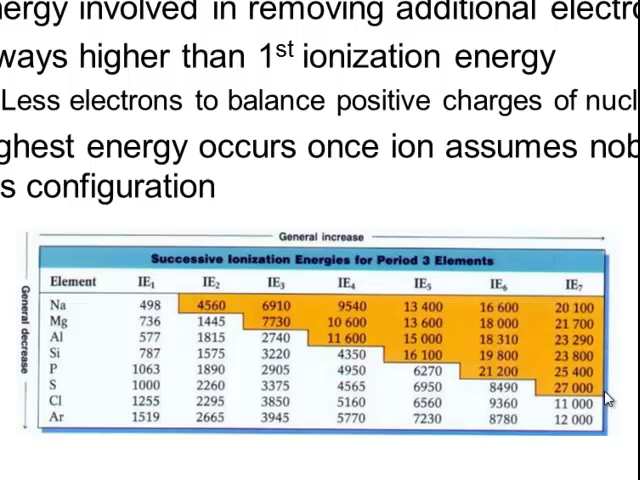 involved in removing additional
higher than 1st ionization energy
Less electrons to balance positive charges of
energy occurs once ion assumes
configuration
General increase
General decrease
Successive Ionization Energies for Period 3 Elements
Element IE1 IE2 IE3 IE4 IE5 IE6 IE7
Na 498 4560 6910 9540 13 400 16 600 20 100
Mg 736 1445 7730 10 600 13 600 18 000 21 700
Al 577 1815 2740 11 600 15 000 18 310 23 290
Si 787 1575 3220 4350 16 100 19 800 23 800
P 1063 1890 2905 4950 6270 21 200 25 400
S 1000 2260 3375 4565 6950 8490 27 000
Cl 1255 2295 3850 5160 6560 9360 11 000
Ar 1519 2665 3945 5770 7230 8780 12 000